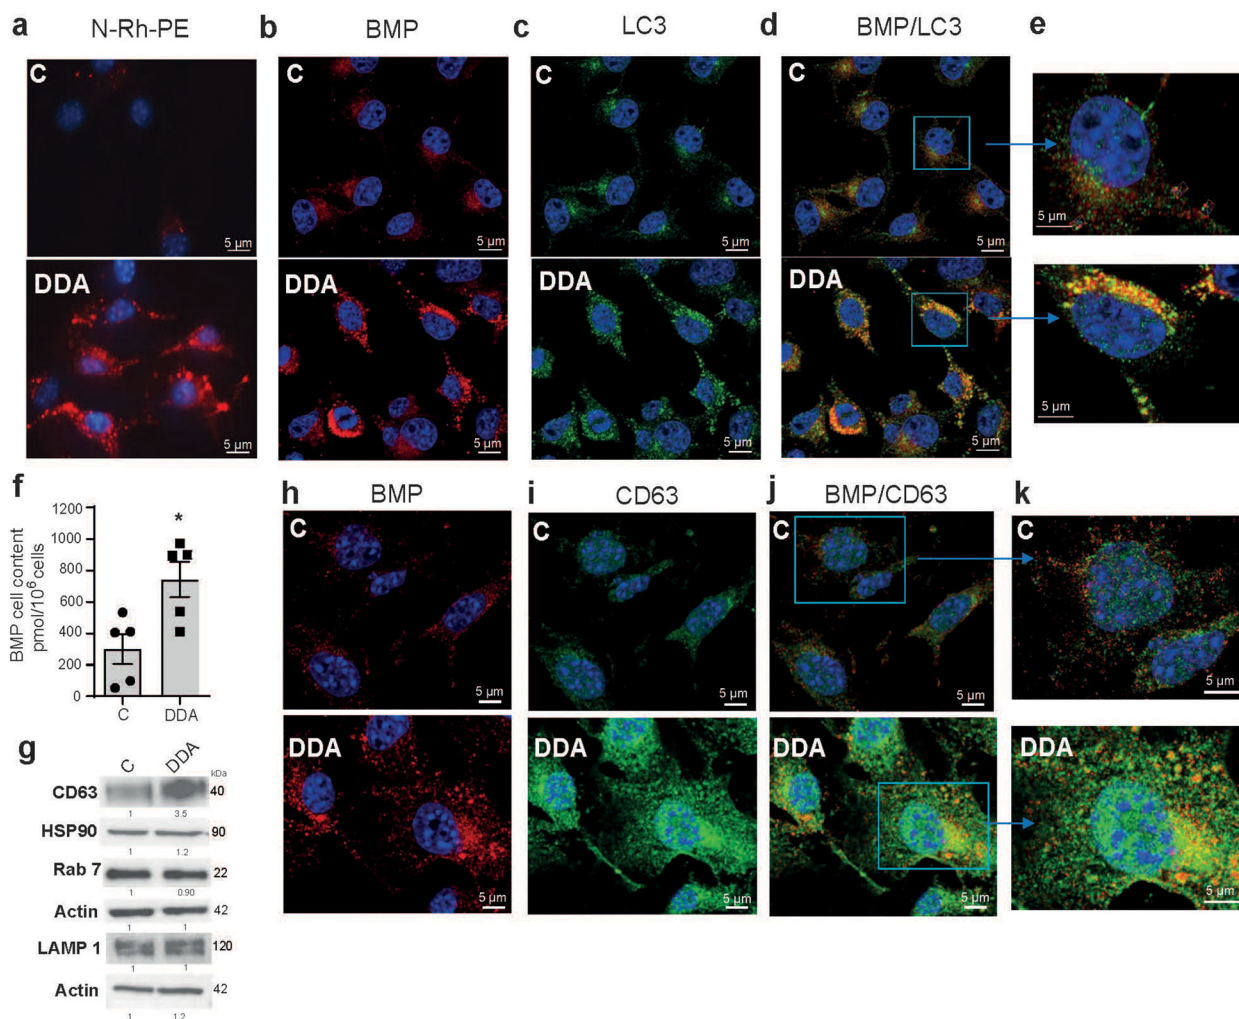 a N-Rh-PE b BMP c LC3 d BMP/LC3 e
C C C C
5 µm 5 µm 5 µm 5 µm 5 µm
DDA DDA DDA DDA
5 µm 5 µm 5 µm 5 µm 5 µm
f h BMP i CD63 j BMP/CD63 k
BMP cell content
pmol/10⁶ cells
1200
1000
800
600
400
200
0
*
C DDA
C C C C
5 µm 5 µm 5 µm 5 µm
g
C DDA
kDa
CD63 40
1 3.5
HSP90 90
1 1.2
Rab 7 22
1 0.90
Actin 42
1 1
LAMP 1 120
1 1
Actin 42
1 1.2
DDA DDA DDA DDA
5 µm 5 µm 5 µm 5 µm